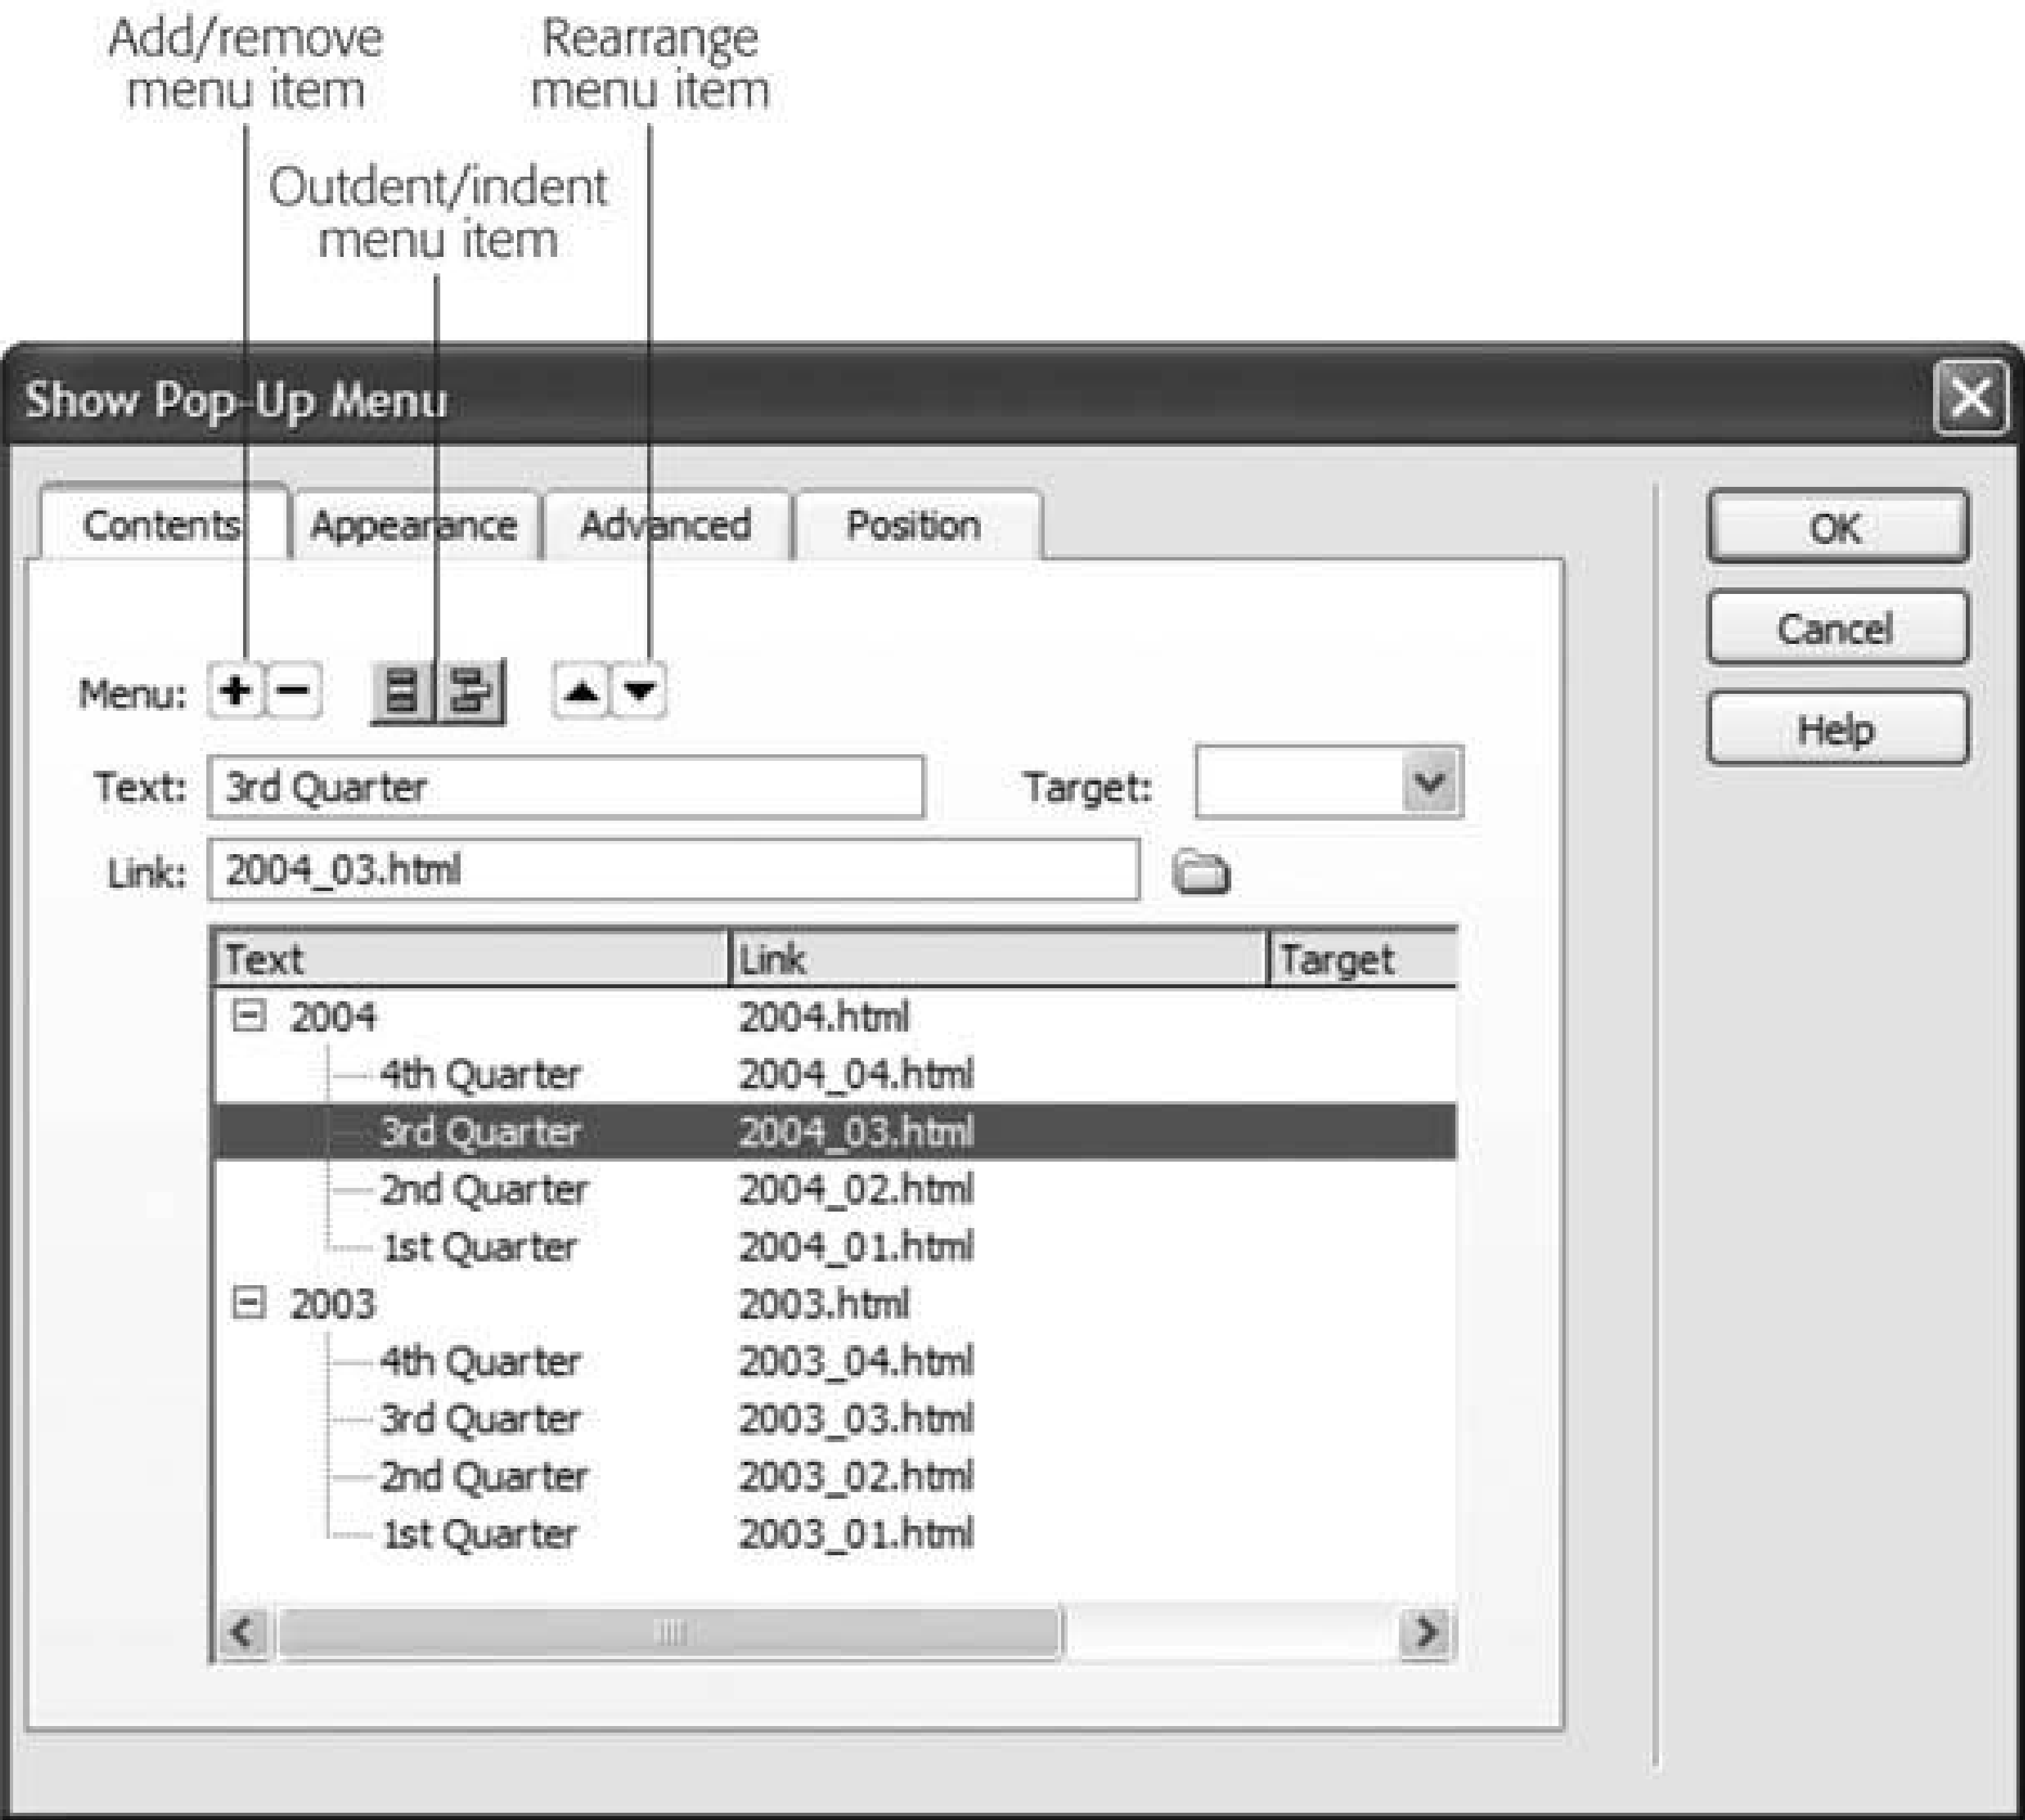 Add/remove
menu item
Rearrange
menu item
Outdent/indent
menu item
Show Pop-Up Menu
Contents Appearance Advanced Position
OK
Cancel
Help
Menu:
Text: 3rd Quarter Target:
Link: 2004_03.html
Text Link Target
2004 2004.html
4th Quarter 2004_04.html
3rd Quarter 2004_03.html
2nd Quarter 2004_02.html
1st Quarter 2004_01.html
2003 2003.html
4th Quarter 2003_04.html
3rd Quarter 2003_03.html
2nd Quarter 2003_02.html
1st Quarter 2003_01.html